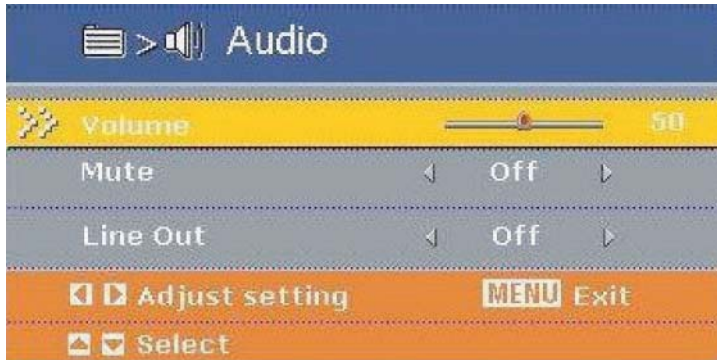 > Audio
Volume 50
Mute Off
Line Out Off
Adjust setting MENU Exit
Select